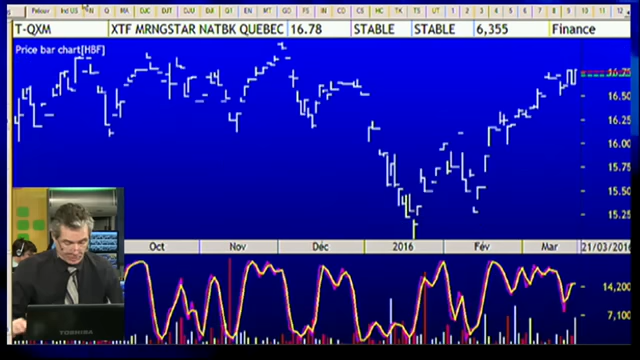 T-QXM XTF MRNGSTAR NATBK QUEBEC 16.78 STABLE STABLE 6,355 Finance
Price bar chart[HBF]
16.75
16.50
16.25
16.00
15.75
15.50
15.25
Oct Nov Déc 2016 Fév Mar 21/03/2016
14,200
7,100
TOSHIBA